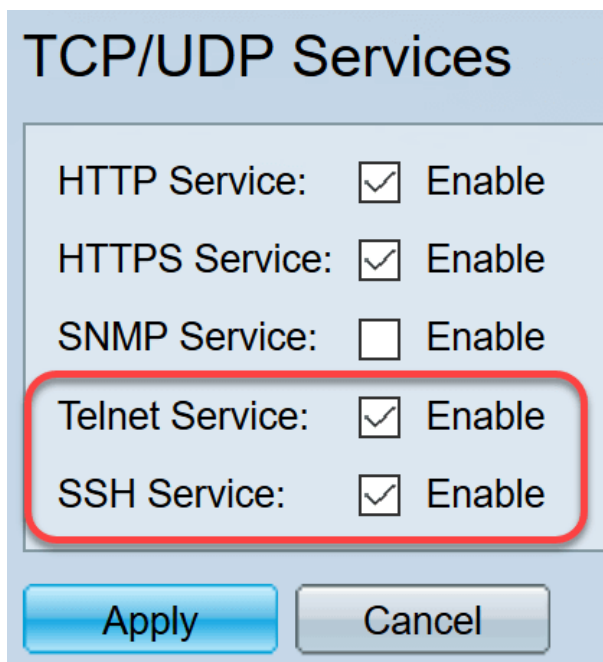 TCP/UDP Services
HTTP Service: Enable
HTTPS Service: Enable
SNMP Service: Enable
Telnet Service: Enable
SSH Service: Enable
Apply Cancel